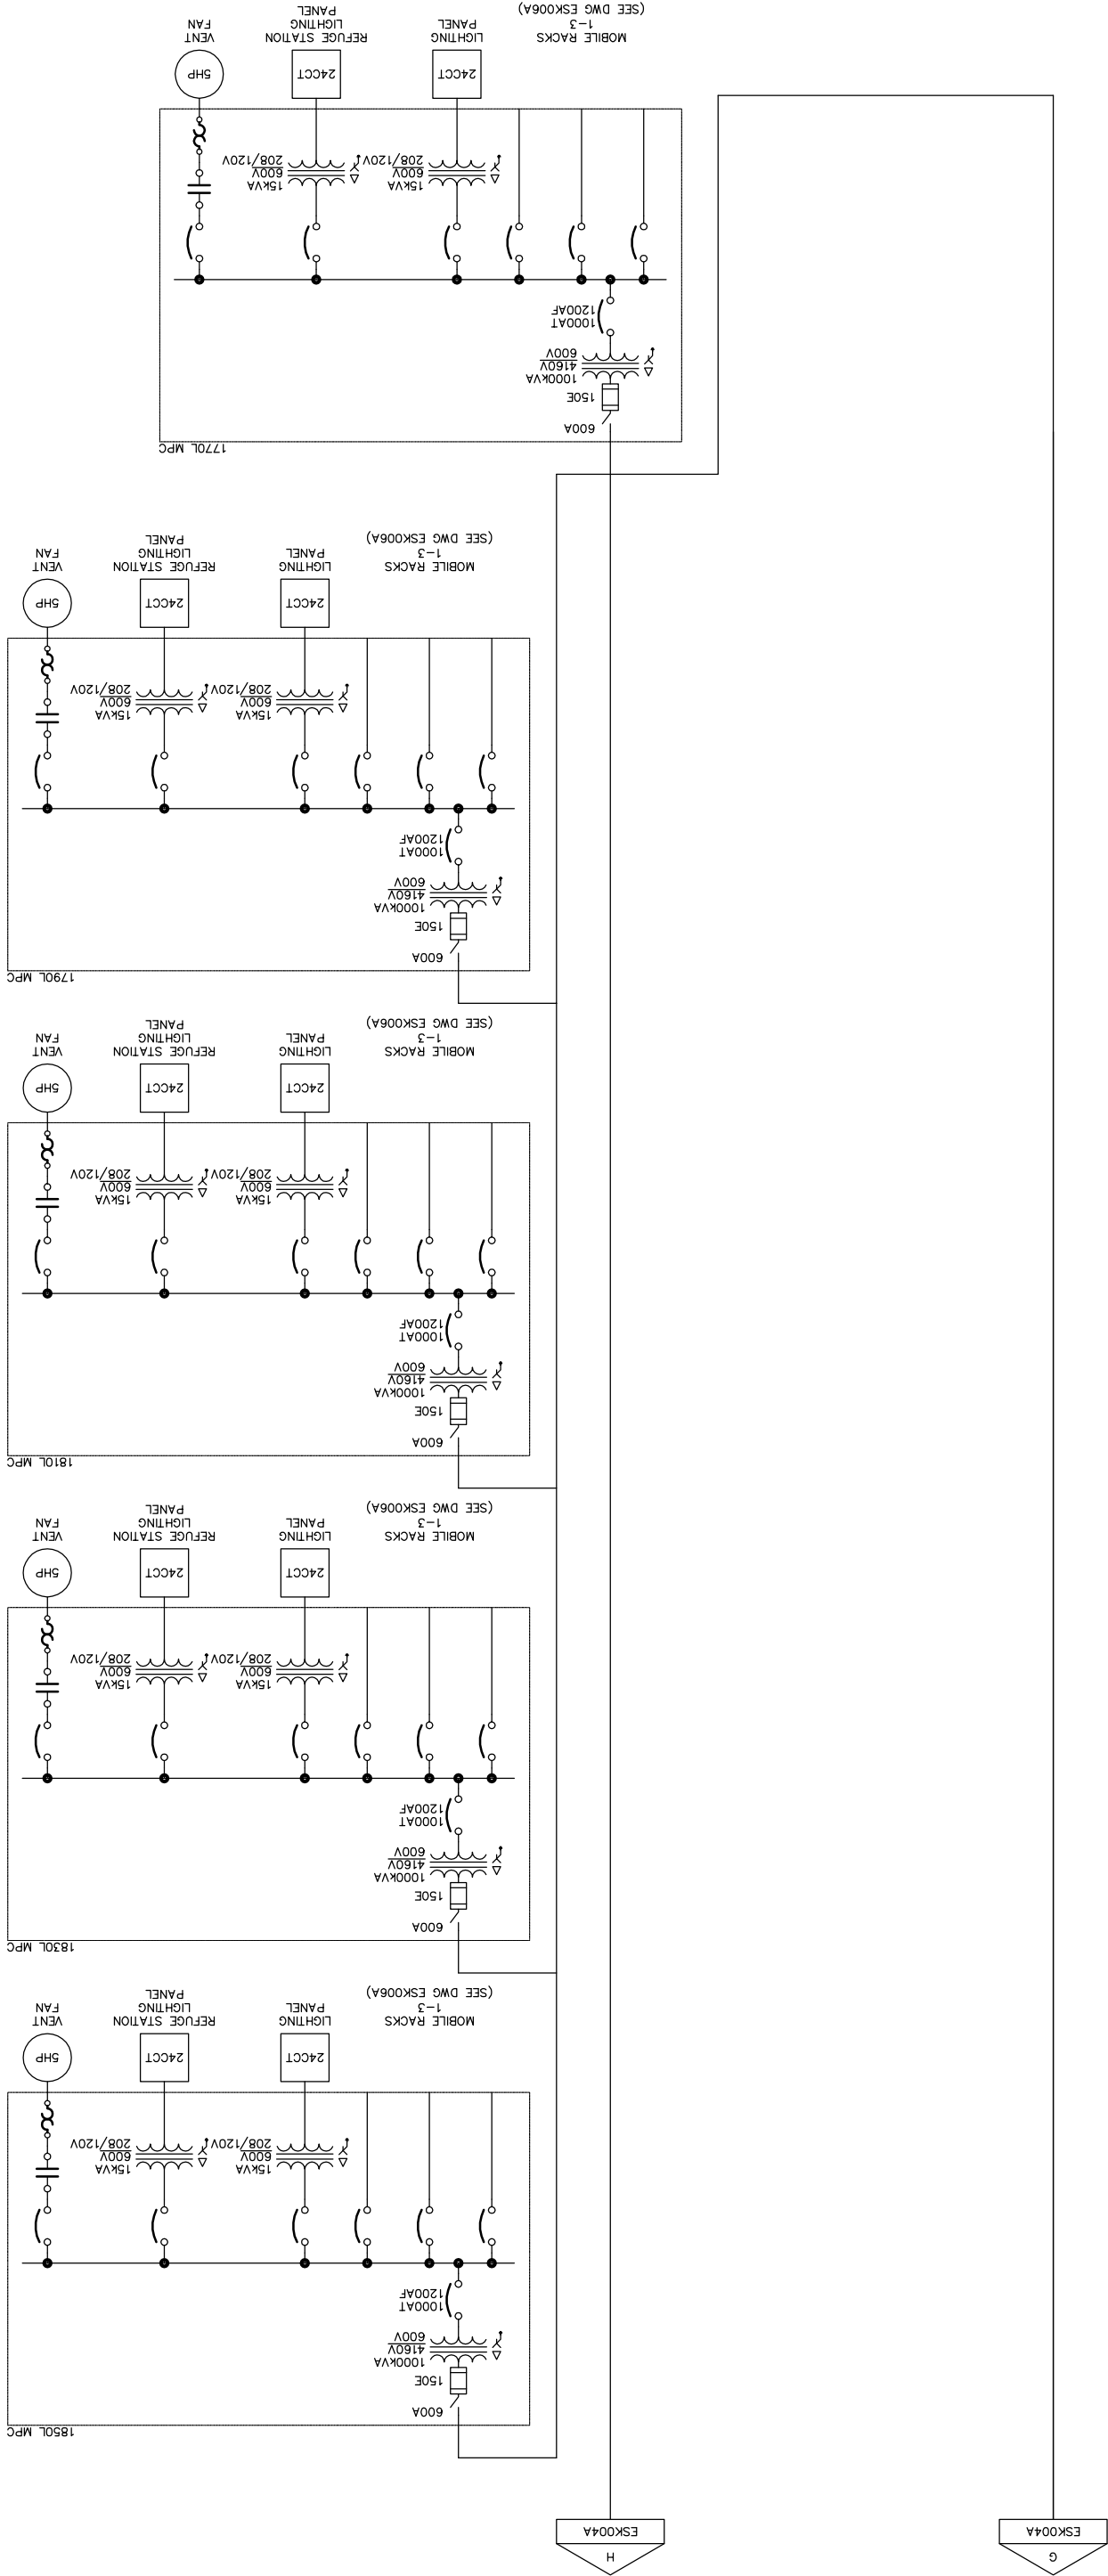 G
ESK004A
H
ESK004A
1850L MPC
600A
150E
1000kVA
4160V
600V
1000AT
1200AF
15kVA
600V
208/120V
15kVA
600V
208/120V
24CCT
24CCT
5HP
MOBILE RACKS
1-3
(SEE DWG ESK006A)
LIGHTING
PANEL
REFUGE STATION
LIGHTING
PANEL
VENT
FAN
1830L MPC
600A
150E
1000kVA
4160V
600V
1000AT
1200AF
15kVA
600V
208/120V
15kVA
600V
208/120V
24CCT
24CCT
5HP
MOBILE RACKS
1-3
(SEE DWG ESK006A)
LIGHTING
PANEL
REFUGE STATION
LIGHTING
PANEL
VENT
FAN
1810L MPC
600A
150E
1000kVA
4160V
600V
1000AT
1200AF
15kVA
600V
208/120V
15kVA
600V
208/120V
24CCT
24CCT
5HP
MOBILE RACKS
1-3
(SEE DWG ESK006A)
LIGHTING
PANEL
REFUGE STATION
LIGHTING
PANEL
VENT
FAN
1790L MPC
600A
150E
1000kVA
4160V
600V
1000AT
1200AF
15kVA
600V
208/120V
15kVA
600V
208/120V
24CCT
24CCT
5HP
MOBILE RACKS
1-3
(SEE DWG ESK006A)
LIGHTING
PANEL
REFUGE STATION
LIGHTING
PANEL
VENT
FAN
1770L MPC
600A
150E
1000kVA
4160V
600V
1000AT
1200AF
15kVA
600V
208/120V
15kVA
600V
208/120V
24CCT
24CCT
5HP
MOBILE RACKS
1-3
(SEE DWG ESK006A)
LIGHTING
PANEL
REFUGE STATION
LIGHTING
PANEL
VENT
FAN